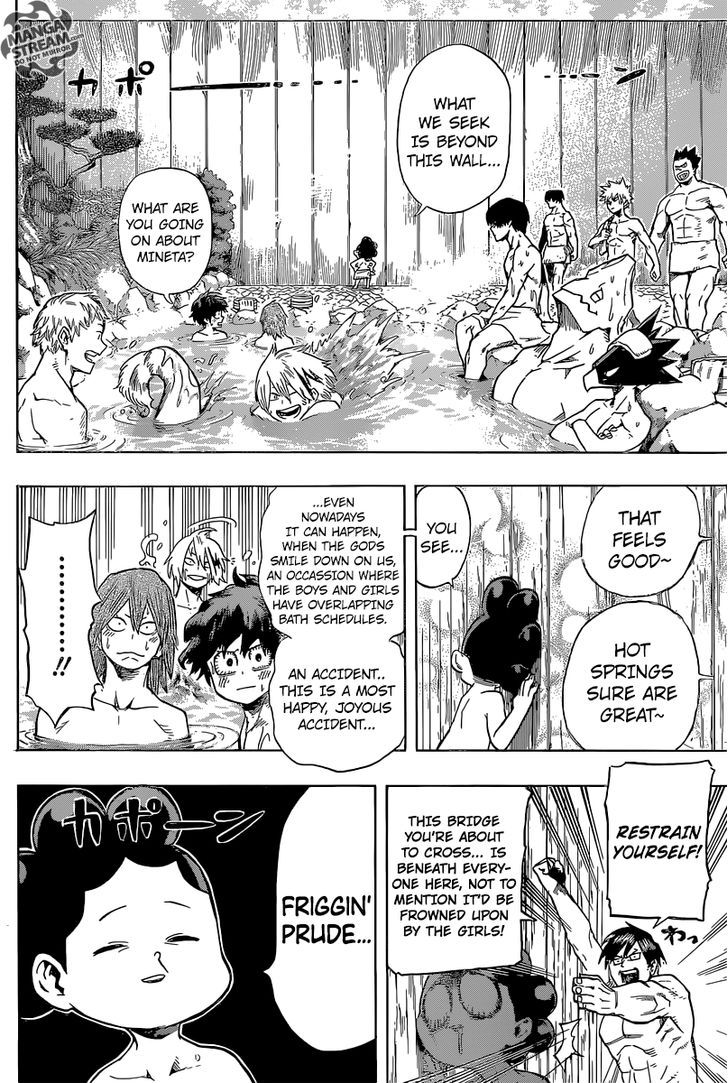 MANGA
STREAM.COM
DO NOT MIRROR!
カポ
ーン
WHAT
WE SEEK
IS BEYOND
THIS WALL...
WHAT ARE
YOU GOING
ON ABOUT
MINETA?
THAT
FEELS
GOOD~
YOU
SEE...
HOT
SPRINGS
SURE ARE
GREAT~
...EVEN
NOWADAYS
IT CAN HAPPEN,
WHEN THE GODS
SMILE DOWN ON US,
AN OCCASSION WHERE
THE BOYS AND GIRLS
HAVE OVERLAPPING
BATH SCHEDULES.
AN ACCIDENT..
THIS IS A MOST
HAPPY, JOYOUS
ACCIDENT...
........!!
RESTRAIN
YOURSELF!
THIS BRIDGE
YOU'RE ABOUT
TO CROSS... IS
BENEATH EVERY-
ONE HERE, NOT TO
MENTION IT'D BE
FROWNED UPON
BY THE GIRLS!
わっ
カポーン
FRIGGIN'
PRUDE...